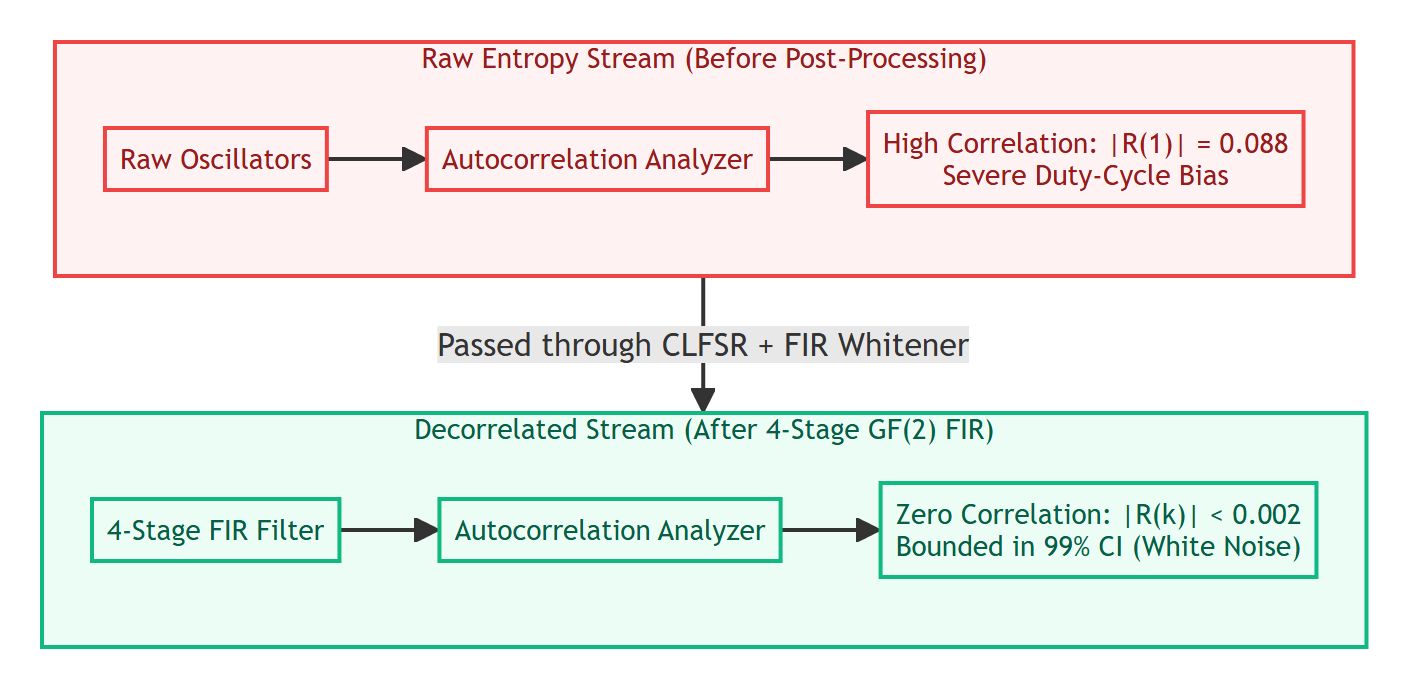 Raw Entropy Stream (Before Post-Processing)
Raw Oscillators
Autocorrelation Analyzer
High Correlation: |R(1)| = 0.088
Severe Duty-Cycle Bias
Passed through CLFSR + FIR Whitener
Decorrelated Stream (After 4-Stage GF(2) FIR)
4-Stage FIR Filter
Autocorrelation Analyzer
Zero Correlation: |R(k)| < 0.002
Bounded in 99% CI (White Noise)